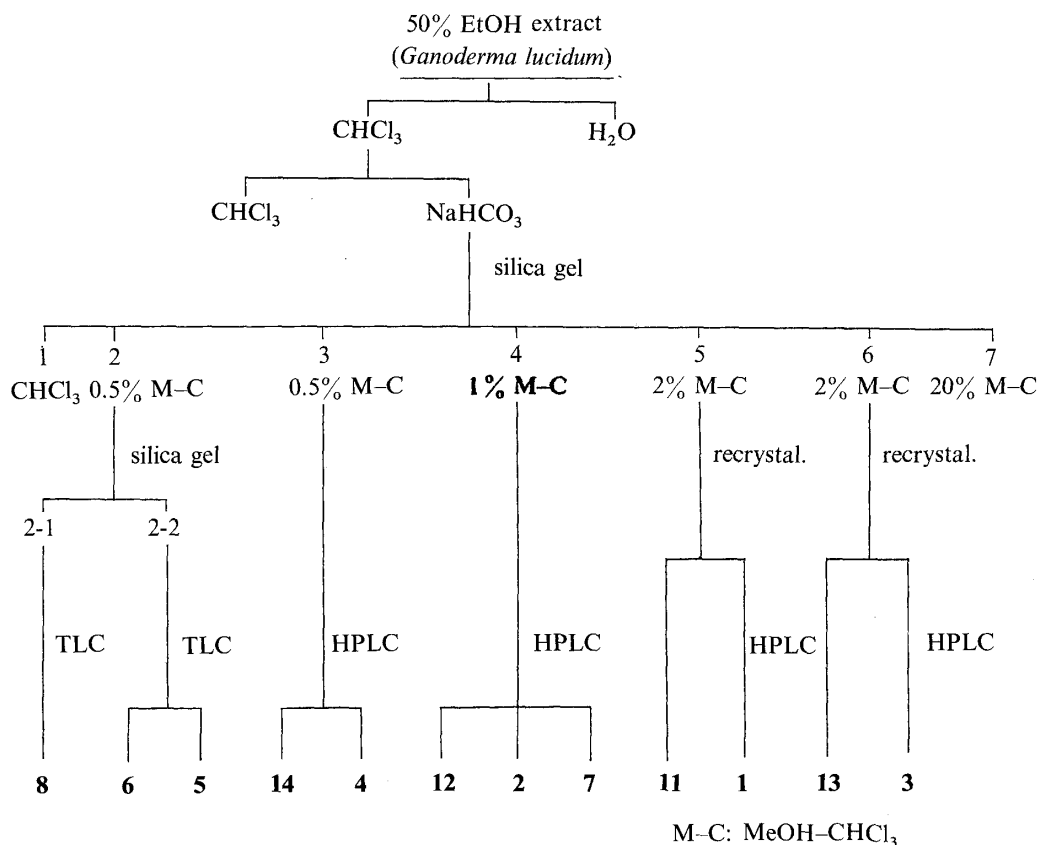 50% EtOH extract
(Ganoderma lucidum)
CHCl₃ H₂O
CHCl₃ NaHCO₃
silica gel
1 2 3 4 5 6 7
CHCl₃ 0.5% M–C 0.5% M–C 1% M–C 2% M–C 2% M–C 20% M–C
silica gel recrystal. recrystal.
2-1 2-2
TLC TLC HPLC HPLC HPLC HPLC
8 6 5 14 4 12 2 7 11 1 13 3
M–C: MeOH–CHCl₃